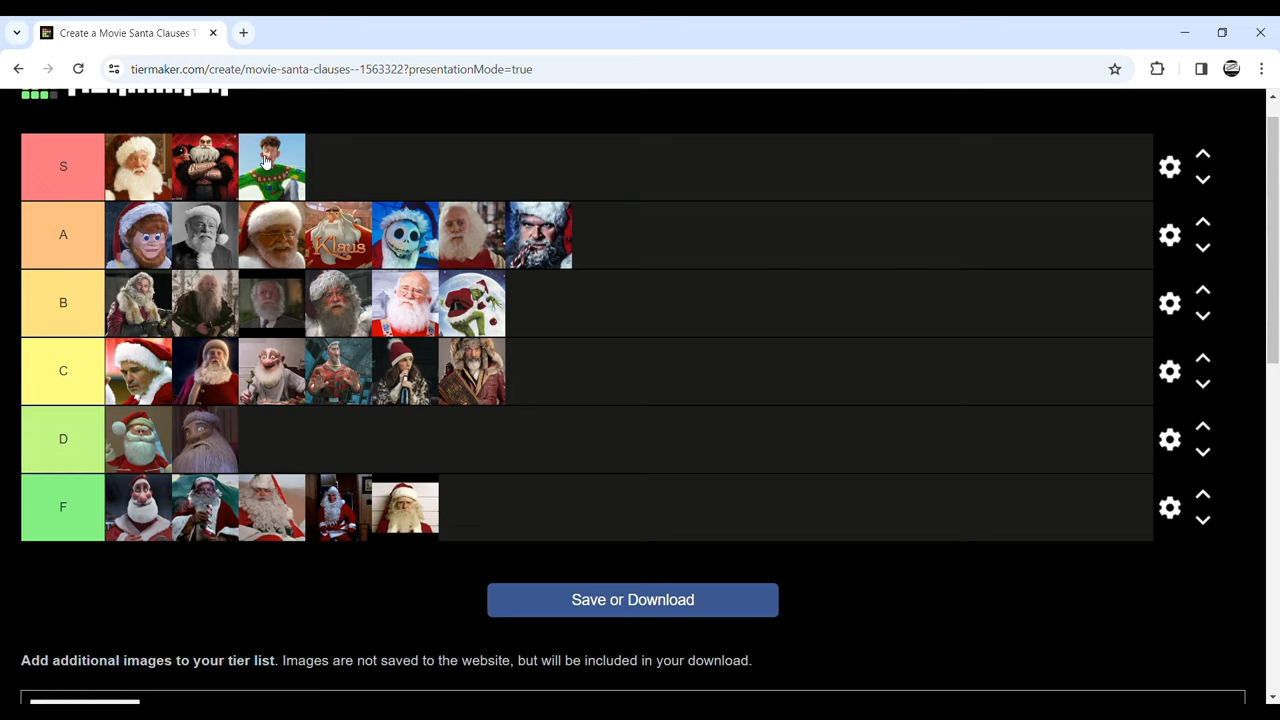 Create a Movie Santa Clauses T
tiermaker.com/create/movie-santa-clauses--1563322?presentationMode=true
S
A
Klaus
B
C
D
F
Save or Download
Add additional images to your tier list. Images are not saved to the website, but will be included in your download.